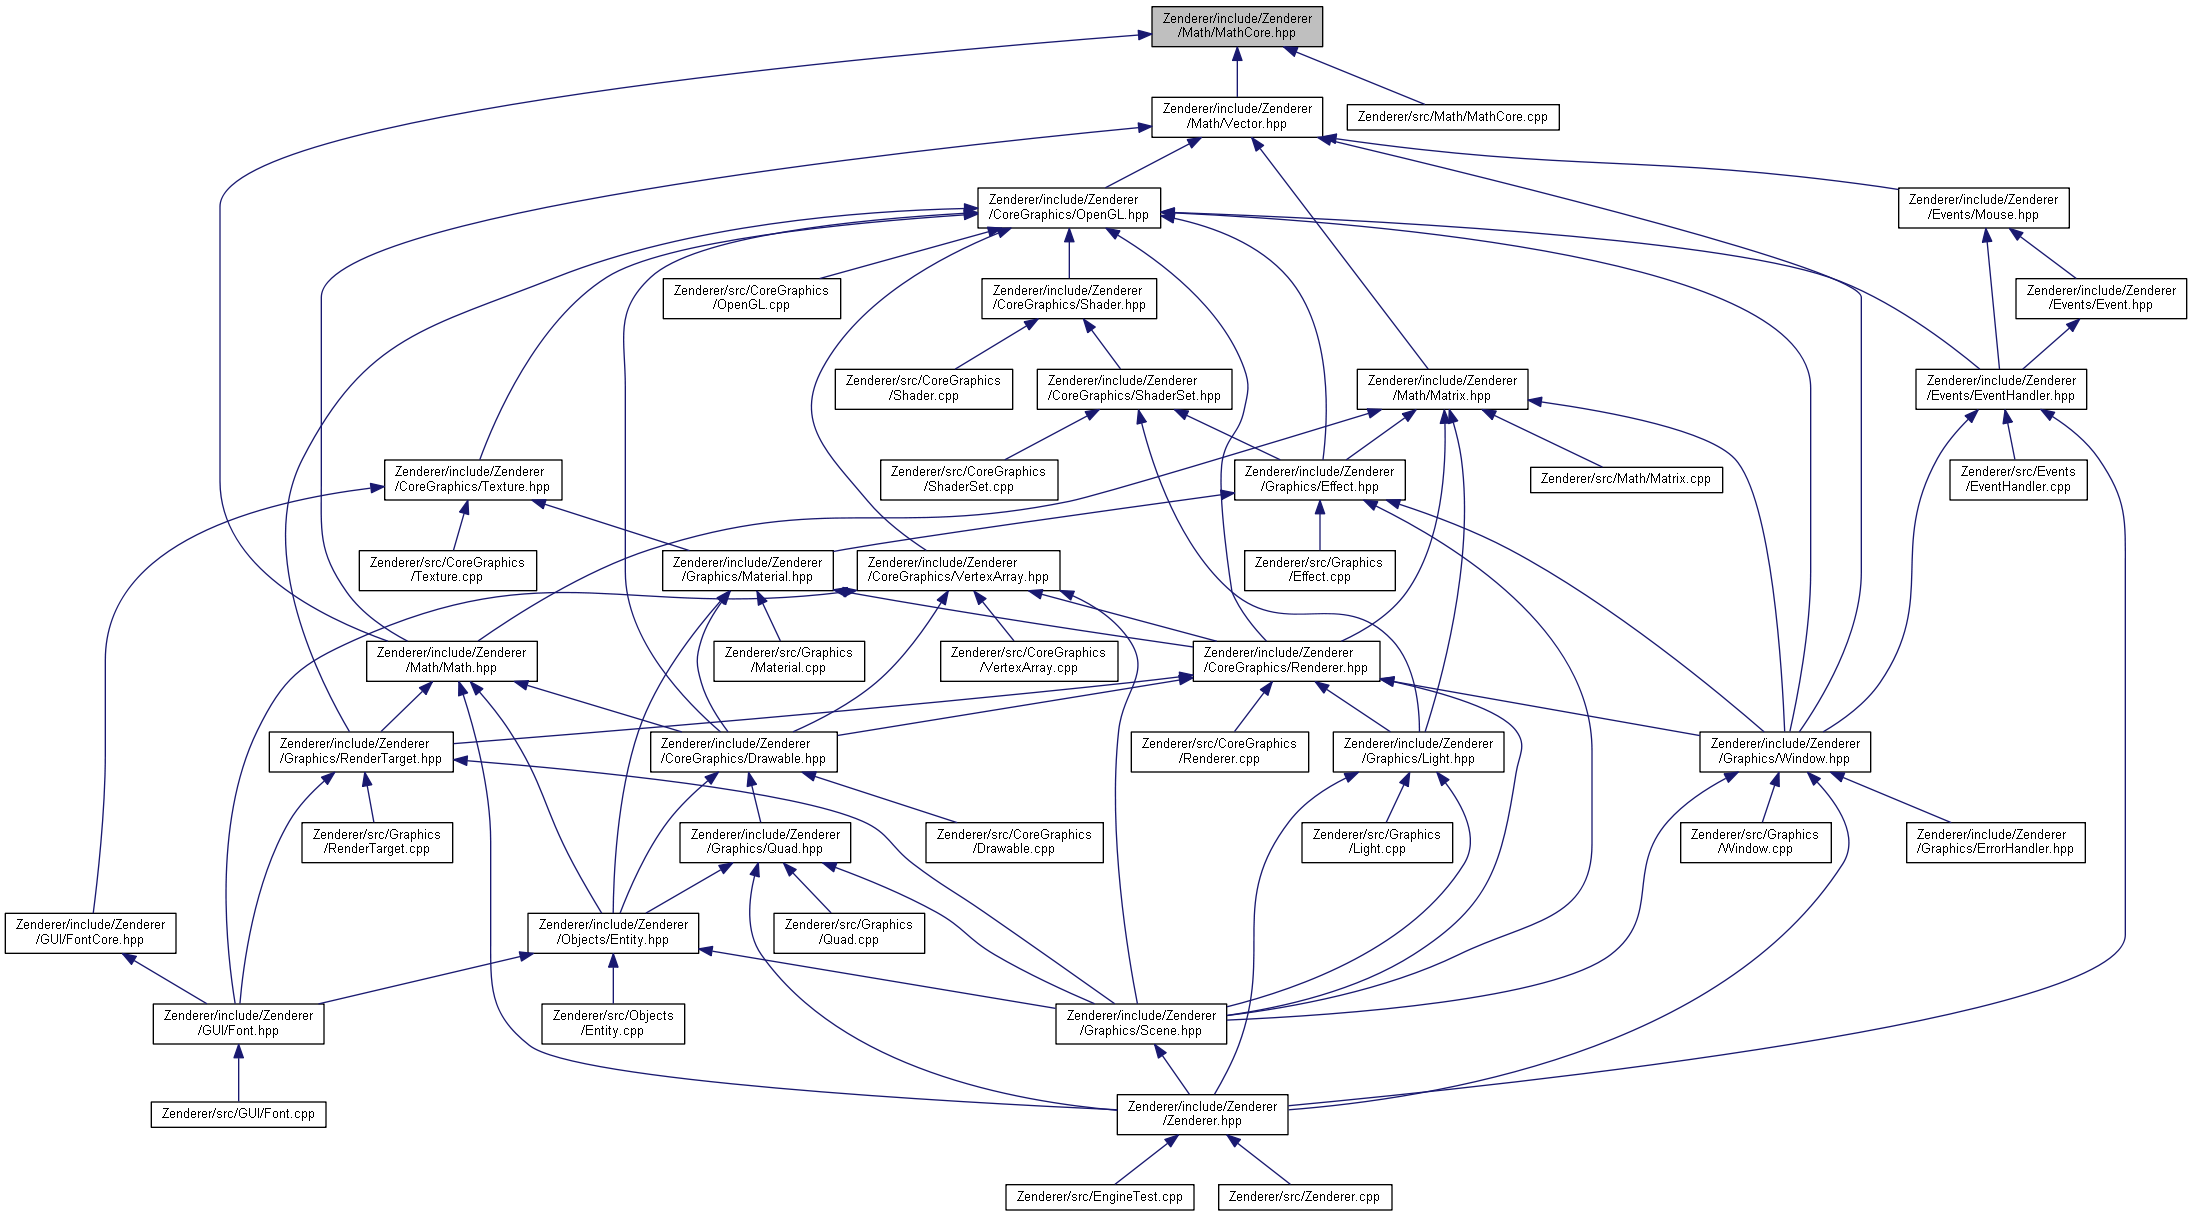 Zenderer/include/Zenderer
/Math/MathCore.hpp
Zenderer/include/Zenderer
/Math/Vector.hpp
Zenderer/src/Math/MathCore.cpp
Zenderer/include/Zenderer
/CoreGraphics/OpenGL.hpp
Zenderer/include/Zenderer
/Events/Mouse.hpp
Zenderer/src/CoreGraphics
/OpenGL.cpp
Zenderer/include/Zenderer
/CoreGraphics/Shader.hpp
Zenderer/include/Zenderer
/Events/Event.hpp
Zenderer/src/CoreGraphics
/Shader.cpp
Zenderer/include/Zenderer
/CoreGraphics/ShaderSet.hpp
Zenderer/include/Zenderer
/Math/Matrix.hpp
Zenderer/include/Zenderer
/Events/EventHandler.hpp
Zenderer/include/Zenderer
/CoreGraphics/Texture.hpp
Zenderer/src/CoreGraphics
/ShaderSet.cpp
Zenderer/include/Zenderer
/Graphics/Effect.hpp
Zenderer/src/Math/Matrix.cpp
Zenderer/src/Events
/EventHandler.cpp
Zenderer/src/CoreGraphics
/Texture.cpp
Zenderer/include/Zenderer
/Graphics/Material.hpp
Zenderer/include/Zenderer
/CoreGraphics/VertexArray.hpp
Zenderer/src/Graphics
/Effect.cpp
Zenderer/include/Zenderer
/Math/Math.hpp
Zenderer/src/Graphics
/Material.cpp
Zenderer/src/CoreGraphics
/VertexArray.cpp
Zenderer/include/Zenderer
/CoreGraphics/Renderer.hpp
Zenderer/include/Zenderer
/Graphics/RenderTarget.hpp
Zenderer/include/Zenderer
/CoreGraphics/Drawable.hpp
Zenderer/src/CoreGraphics
/Renderer.cpp
Zenderer/include/Zenderer
/Graphics/Light.hpp
Zenderer/include/Zenderer
/Graphics/Window.hpp
Zenderer/src/Graphics
/RenderTarget.cpp
Zenderer/include/Zenderer
/Graphics/Quad.hpp
Zenderer/src/CoreGraphics
/Drawable.cpp
Zenderer/src/Graphics
/Light.cpp
Zenderer/src/Graphics
/Window.cpp
Zenderer/include/Zenderer
/Graphics/ErrorHandler.hpp
Zenderer/include/Zenderer
/GUI/FontCore.hpp
Zenderer/include/Zenderer
/Objects/Entity.hpp
Zenderer/src/Graphics
/Quad.cpp
Zenderer/include/Zenderer
/GUI/Font.hpp
Zenderer/src/Objects
/Entity.cpp
Zenderer/include/Zenderer
/Graphics/Scene.hpp
Zenderer/src/GUI/Font.cpp
Zenderer/include/Zenderer
/Zenderer.hpp
Zenderer/src/EngineTest.cpp
Zenderer/src/Zenderer.cpp